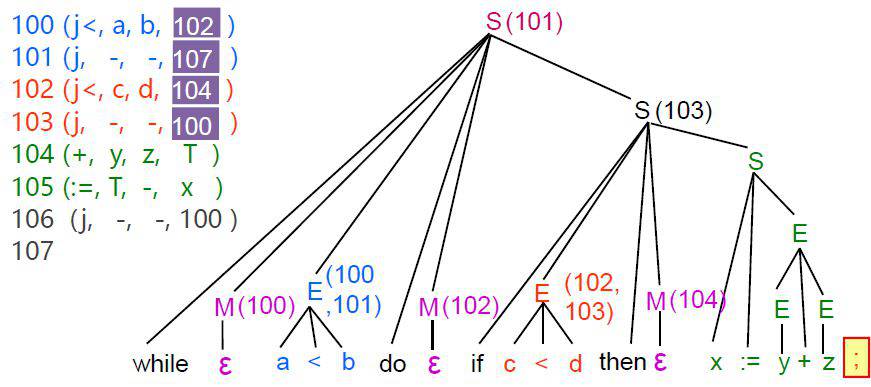 100 (j<, a, b, 102 )
101 (j, -, -, 107 )
102 (j<, c, d, 104 )
103 (j, -, -, 100 )
104 (+, y, z, T )
105 (:=, T, -, x )
106 (j, -, -, 100 )
107
S (101)
S (103)
S
E
M (100)
E (100
,101)
M (102)
E (102,
103)
M (104)
E E
while ε a < b do ε if c < d then ε x := y + z ;